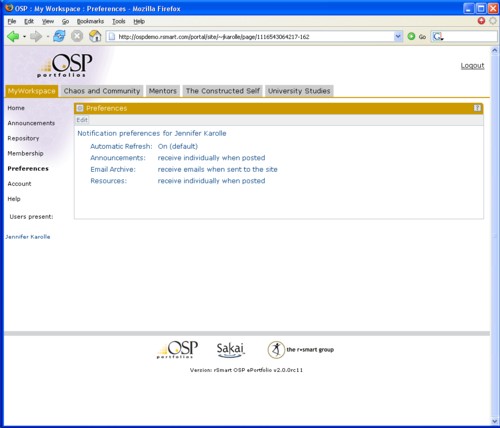 OSP : My Workspace : Preferences - Mozilla Firefox
File Edit View Go Bookmarks Tools Help
http://ospdemo.rsmart.com/portal/site/~jkarolle/page/1116543064217-162
Go
OSP
portfolios
Logout
MyWorkspace Chaos and Community Mentors The Constructed Self University Studies
Home
Announcements
Repository
Membership
Preferences
Account
Help
Users present:
Jennifer Karolle
Preferences ?
Edit
Notification preferences for Jennifer Karolle
Automatic Refresh: On (default)
Announcements: receive individually when posted
Email Archive: receive emails when sent to the site
Resources: receive individually when posted
OSP portfolios Sakai the r•smart group
Version: rSmart OSP ePortfolio v2.0.0rc11